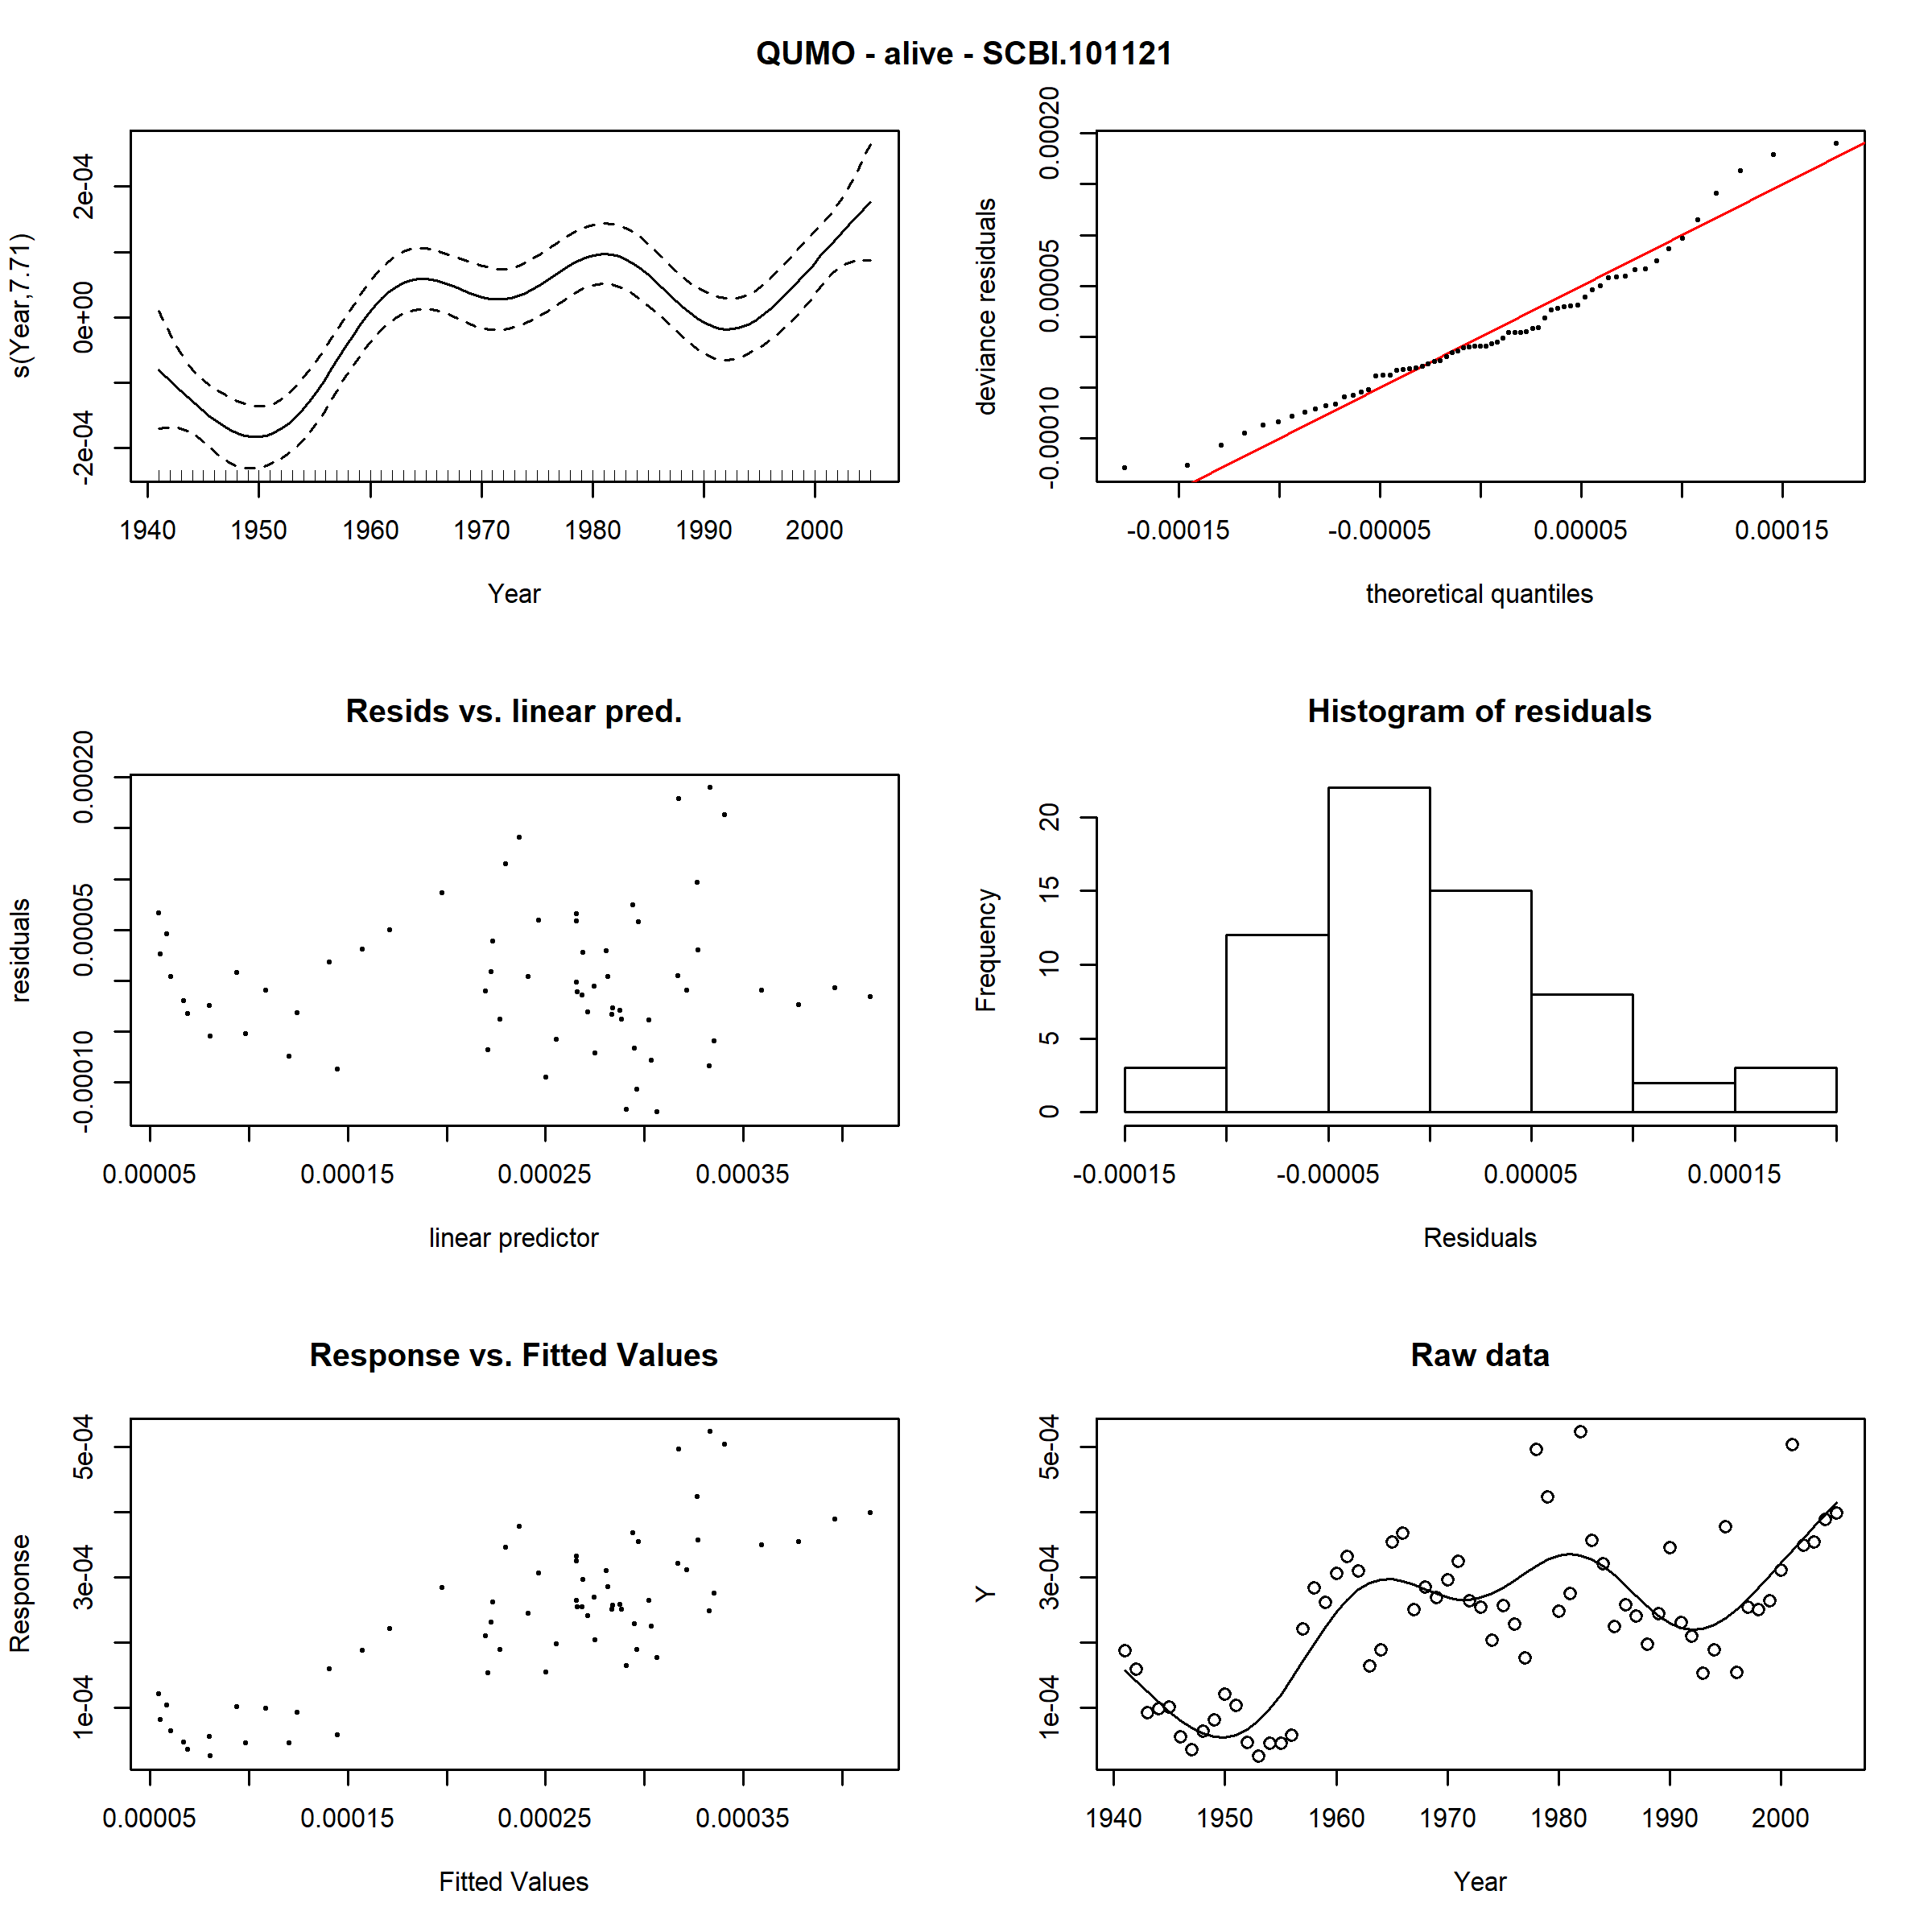 QUMO - alive - SCBI.101121
s(Year,7.71)
-2e-04 0e+00 2e-04
1940 1950 1960 1970 1980 1990 2000
Year
deviance residuals
-0.00010 0.00005 0.00020
-0.00015 -0.00005 0.00005 0.00015
theoretical quantiles
Resids vs. linear pred.
residuals
-0.00010 0.00005 0.00020
0.00005 0.00015 0.00025 0.00035
linear predictor
Histogram of residuals
Frequency
0 5 10 15 20
-0.00015 -0.00005 0.00005 0.00015
Residuals
Response vs. Fitted Values
Response
1e-04 3e-04 5e-04
0.00005 0.00015 0.00025 0.00035
Fitted Values
Raw data
Y
1e-04 3e-04 5e-04
1940 1950 1960 1970 1980 1990 2000
Year